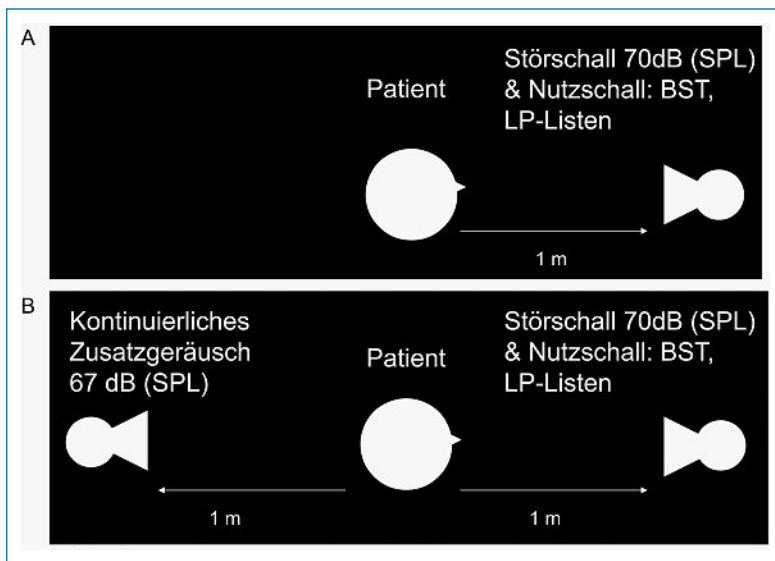 A
Patient
Störschall 70dB (SPL)
& Nutzschall: BST,
LP-Listen
1 m
B
Kontinuierliches
Zusatzgeräusch
67 dB (SPL)
Patient
Störschall 70dB (SPL)
& Nutzschall: BST,
LP-Listen
1 m
1 m